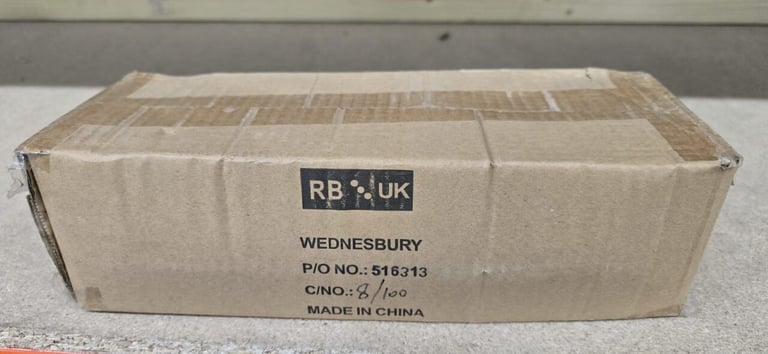 RB UK
WEDNESBURY
P/O NO.: 516313
C/NO.: 8/100
MADE IN CHINA